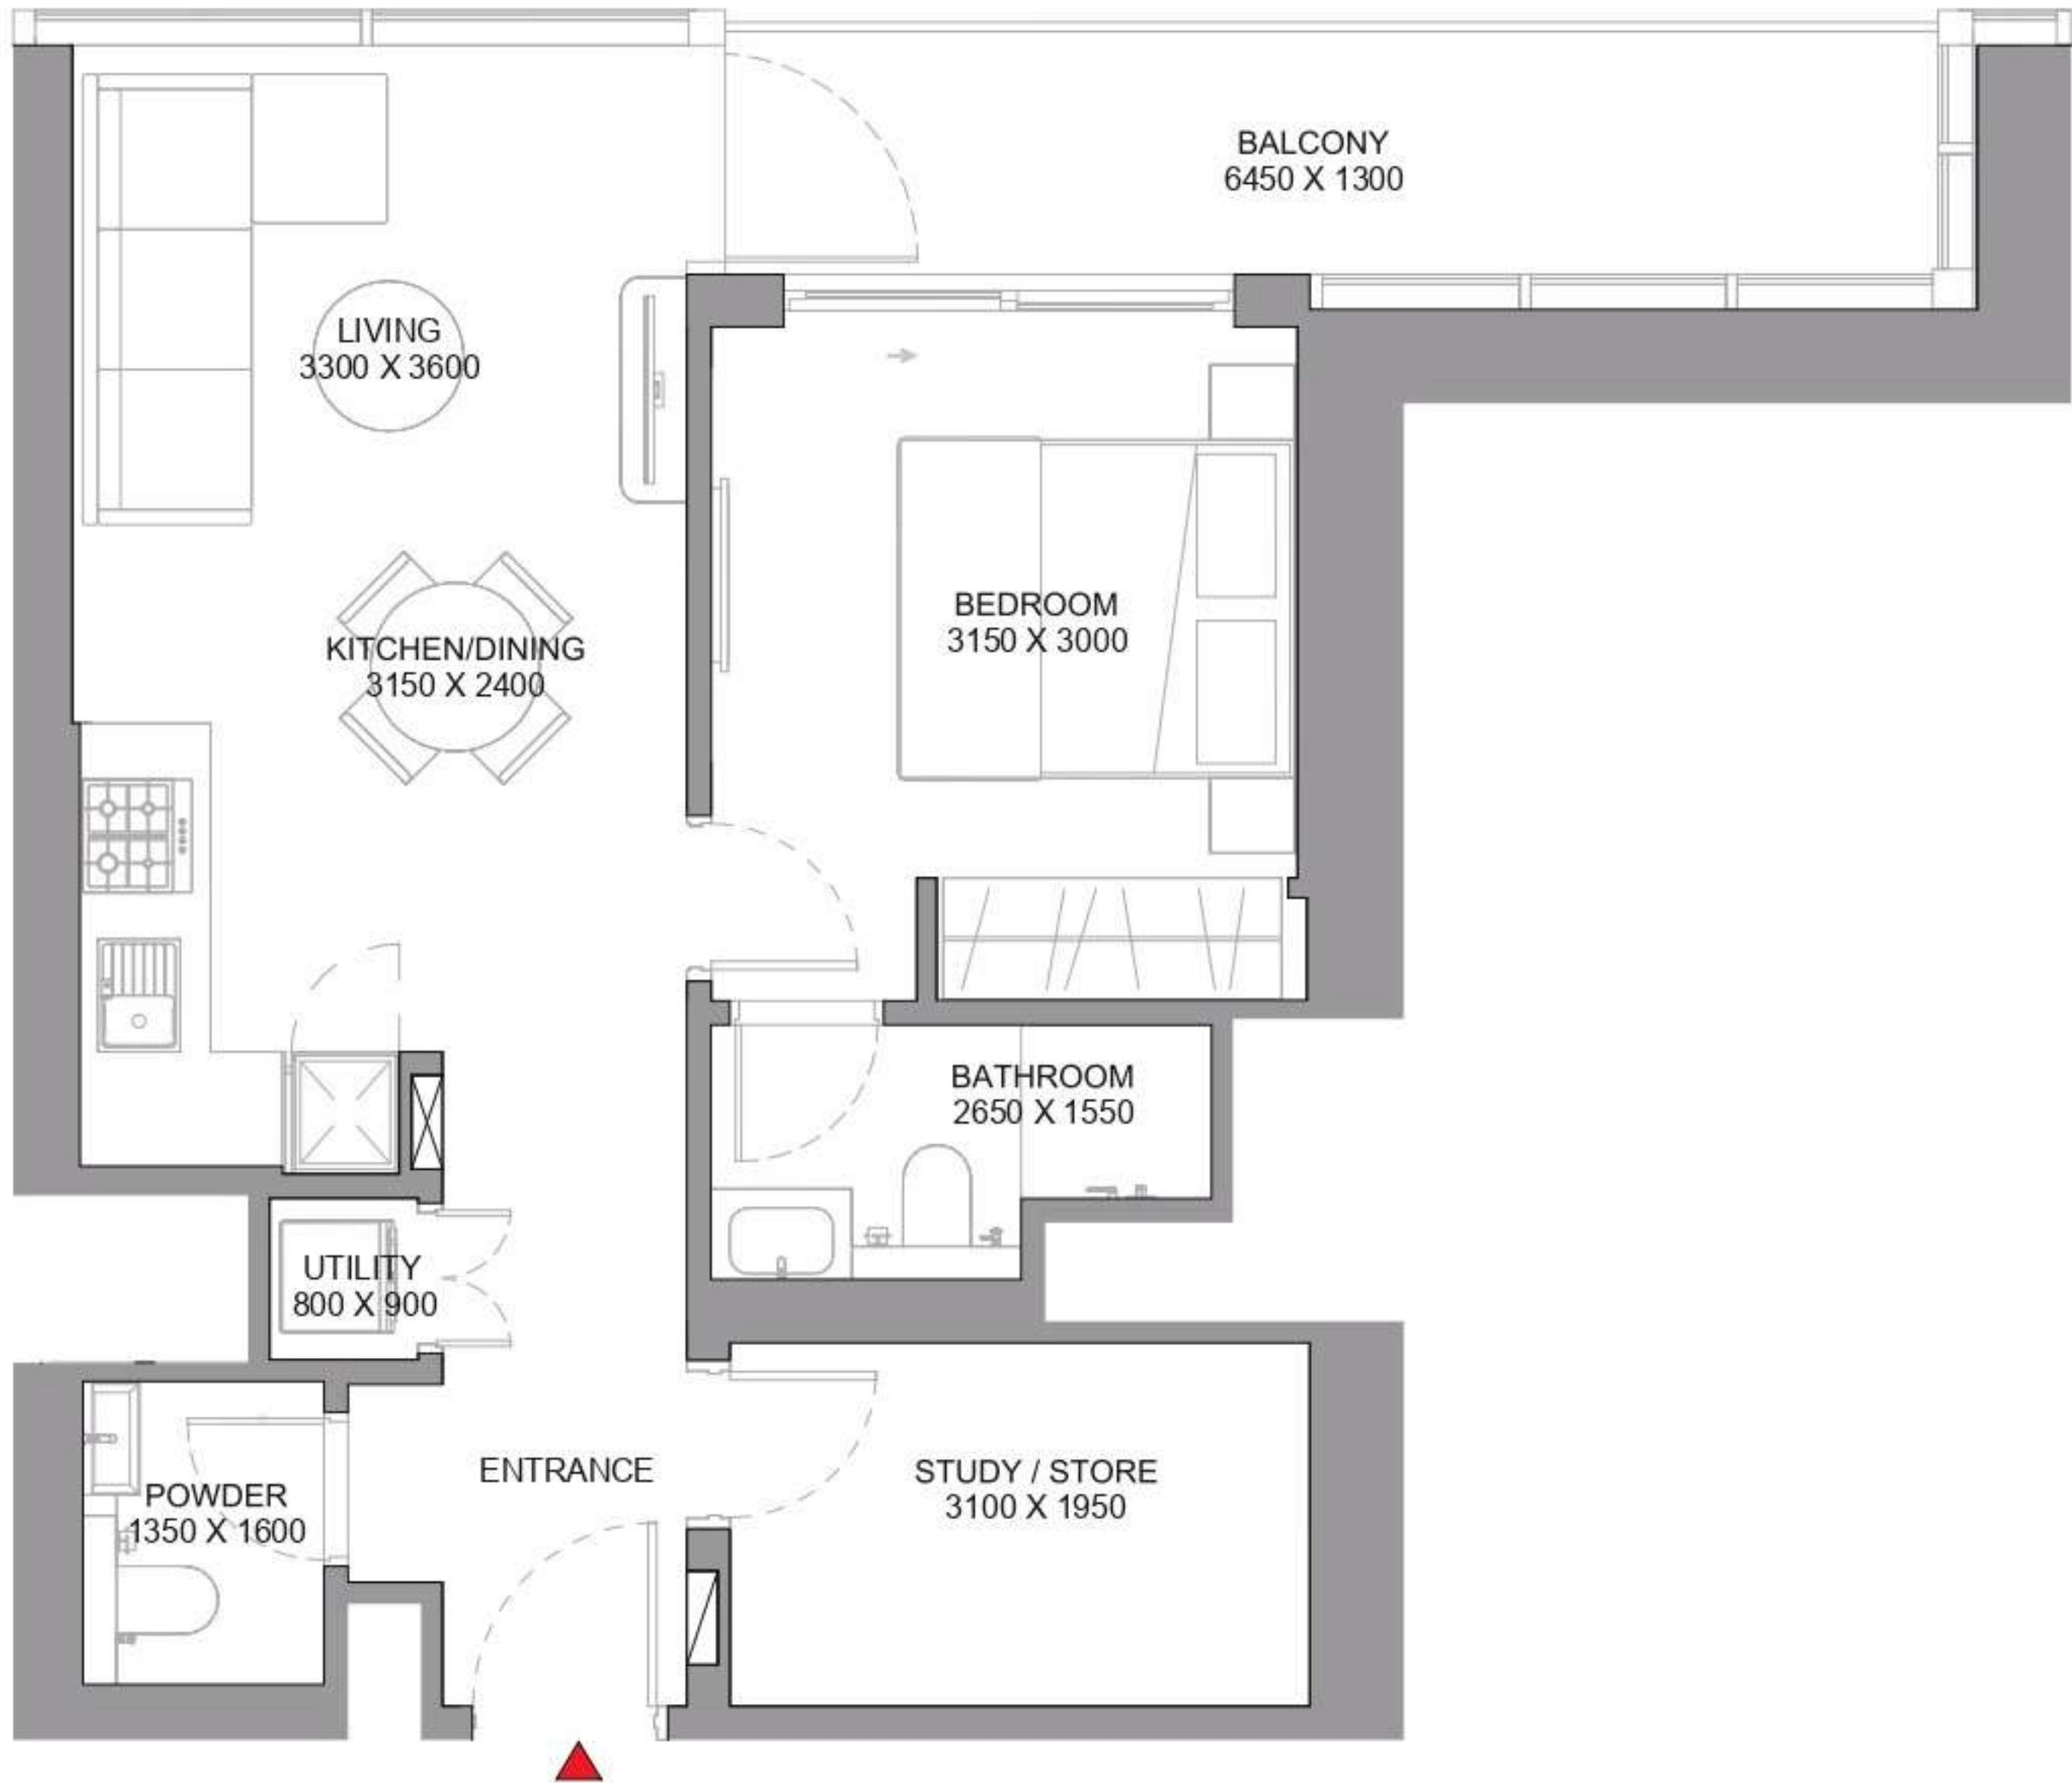 BALCONY
6450 X 1300
LIVING
3300 X 3600
BEDROOM
3150 X 3000
KITCHEN/DINING
3150 X 2400
BATHROOM
2650 X 1550
UTILITY
800 X 900
ENTRANCE
STUDY / STORE
3100 X 1950
POWDER
1350 X 1600